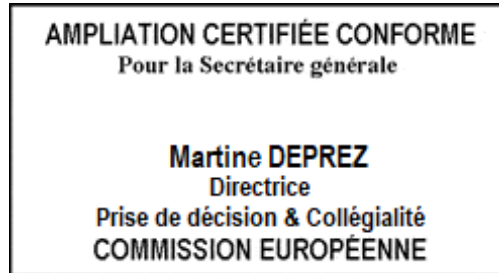 AMPLIATION CERTIFIÉE CONFORME
Pour la Secrétaire générale
Martine DEPREZ
Directrice
Prise de décision & Collégialité
COMMISSION EUROPÉENNE